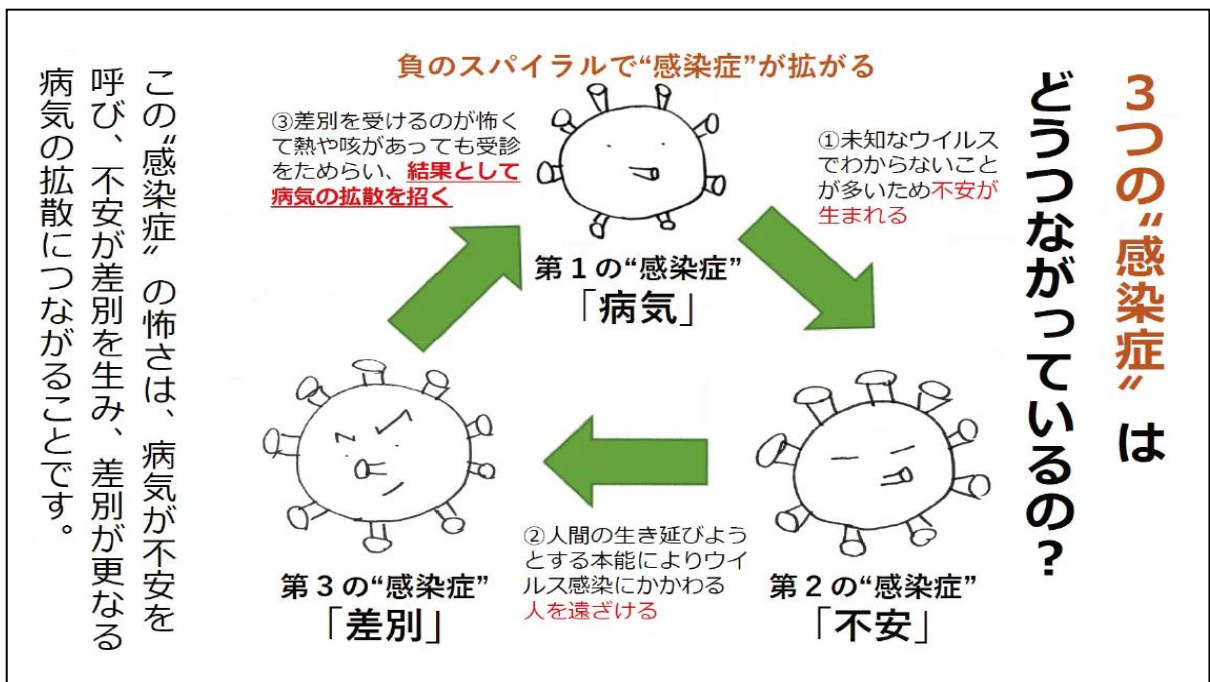 3つの“感染症”は
どうつながっているの?
負のスパイラルで“感染症”が拡がる
①未知なウイルス
でわからないこと
が多いため不安が
生まれる
第1の“感染症”
「病気」
第2の“感染症”
「不安」
②人間の生き延びよう
とする本能によりウイ
ルス感染にかかわる
人を遠ざける
第3の“感染症”
「差別」
③差別を受けるのが怖く
て熱や咳があっても受診
をためらい、結果として
病気の拡散を招く
この“感染症”の怖さは、病気が不安を
呼び、不安が差別を生み、差別が更なる
病気の拡散につながることです。